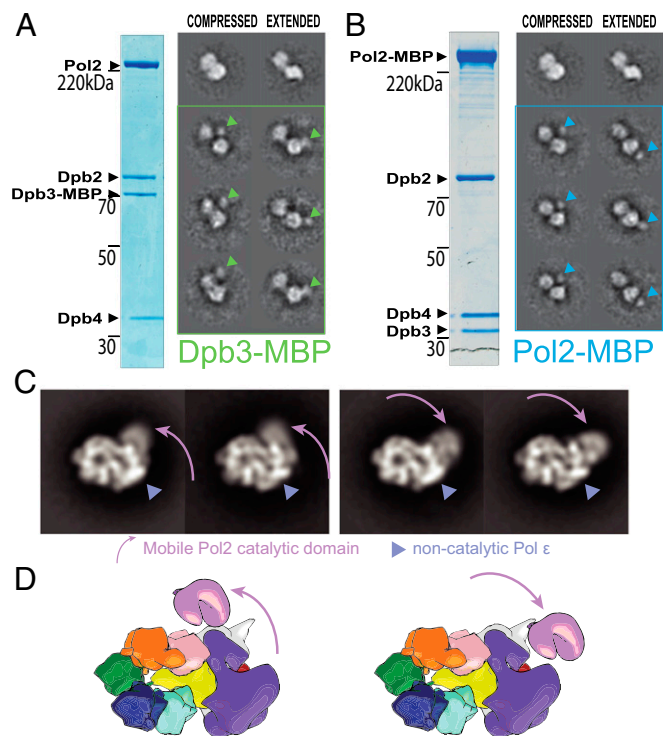 A
COMPRESSED EXTENDED
Pol2
220kDa
Dpb2
Dpb3-MBP
70
50
Dpb4
30
Dpb3-MBP
B
COMPRESSED EXTENDED
Pol2-MBP
220kDa
Dpb2
70
50
Dpb4
Dpb3
30
Pol2-MBP
C
Mobile Pol2 catalytic domain
non-catalytic Pol ε
D